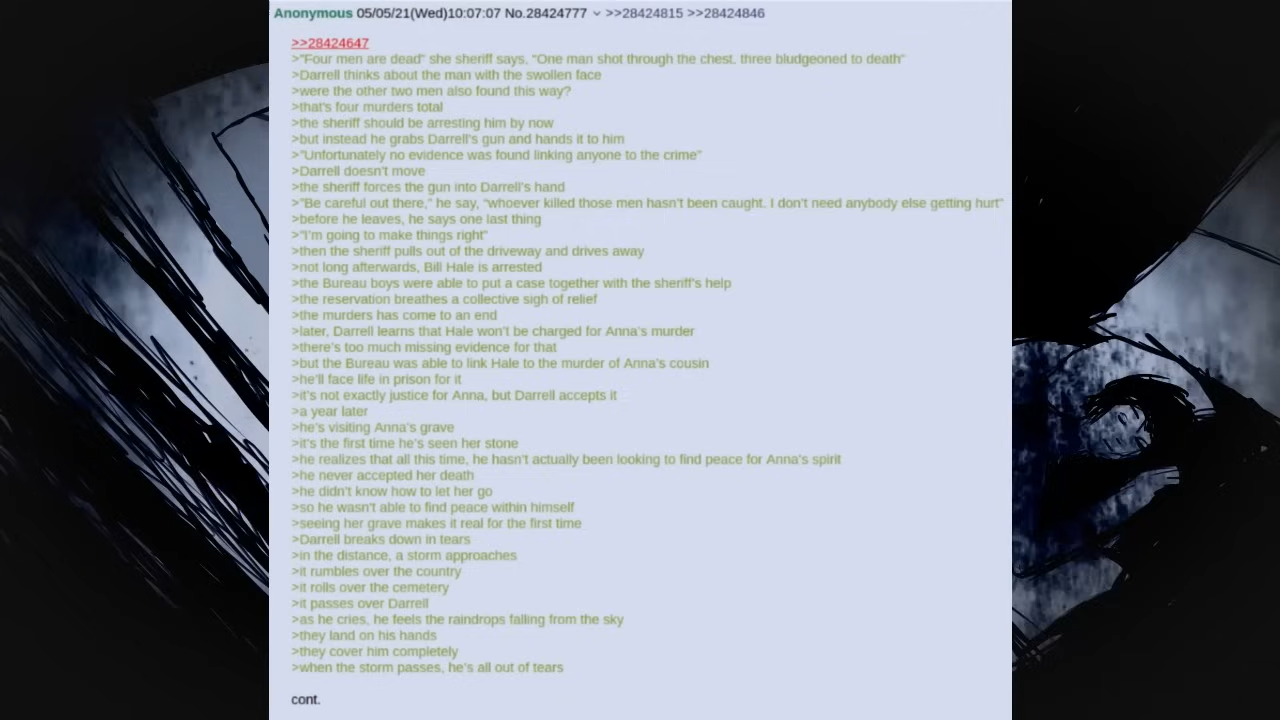 Anonymous 05/05/21(Wed)10:07:07 No.28424777 >>28424815 >>28424846
>>28424647
>"Four men are dead" she sheriff says, "One man shot through the chest. three bludgeoned to death"
>Darrell thinks about the man with the swollen face
>were the other two men also found this way?
>that's four murders total
>the sheriff should be arresting him by now
>but instead he grabs Darrell's gun and hands it to him
>"Unfortunately no evidence was found linking anyone to the crime"
>Darrell doesn't move
>the sheriff forces the gun into Darrell's hand
>"Be careful out there," he say, "whoever killed those men hasn't been caught. I don't need anybody else getting hurt"
>before he leaves, he says one last thing
>"I'm going to make things right"
>then the sheriff pulls out of the driveway and drives away
>not long afterwards, Bill Hale is arrested
>the Bureau boys were able to put a case together with the sheriff's help
>the reservation breathes a collective sigh of relief
>the murders has come to an end
>later, Darrell learns that Hale won't be charged for Anna's murder
>there's too much missing evidence for that
>but the Bureau was able to link Hale to the murder of Anna's cousin
>he'll face life in prison for it
>it's not exactly justice for Anna, but Darrell accepts it
>a year later
>he's visiting Anna's grave
>it's the first time he's seen her stone
>he realizes that all this time, he hasn't actually been looking to find peace for Anna's spirit
>he never accepted her death
>he didn't know how to let her go
>so he wasn't able to find peace within himself
>seeing her grave makes it real for the first time
>Darrell breaks down in tears
>in the distance, a storm approaches
>it rumbles over the country
>it rolls over the cemetery
>it passes over Darrell
>as he cries, he feels the raindrops falling from the sky
>they land on his hands
>they cover him completely
>when the storm passes, he's all out of tears
cont.